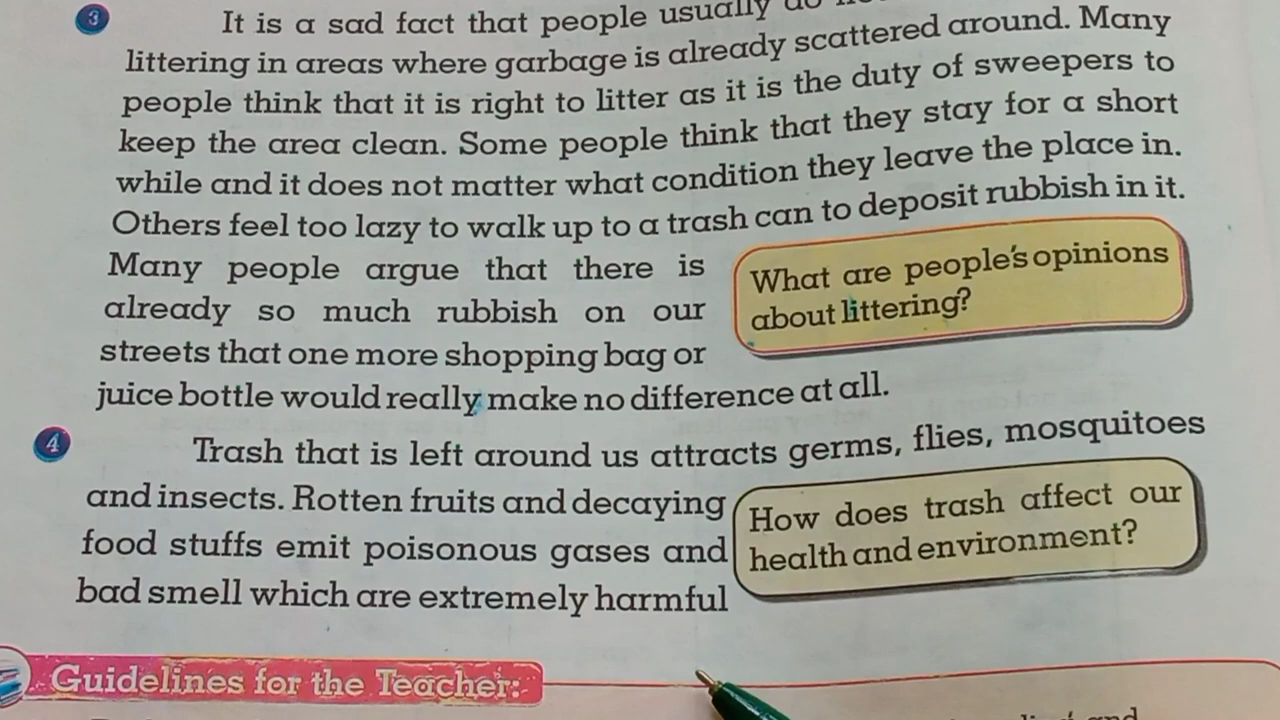 3 It is a sad fact that people usually do
littering in areas where garbage is already scattered around. Many
people think that it is right to litter as it is the duty of sweepers to
keep the area clean. Some people think that they stay for a short
while and it does not matter what condition they leave the place in.
Others feel too lazy to walk up to a trash can to deposit rubbish in it.
Many people argue that there is
already so much rubbish on our
streets that one more shopping bag or
juice bottle would really make no difference at all.
What are people's opinions
about littering?
4 Trash that is left around us attracts germs, flies, mosquitoes
and insects. Rotten fruits and decaying
food stuffs emit poisonous gases and
bad smell which are extremely harmful
How does trash affect our
health and environment?
Guidelines for the Teacher:
and